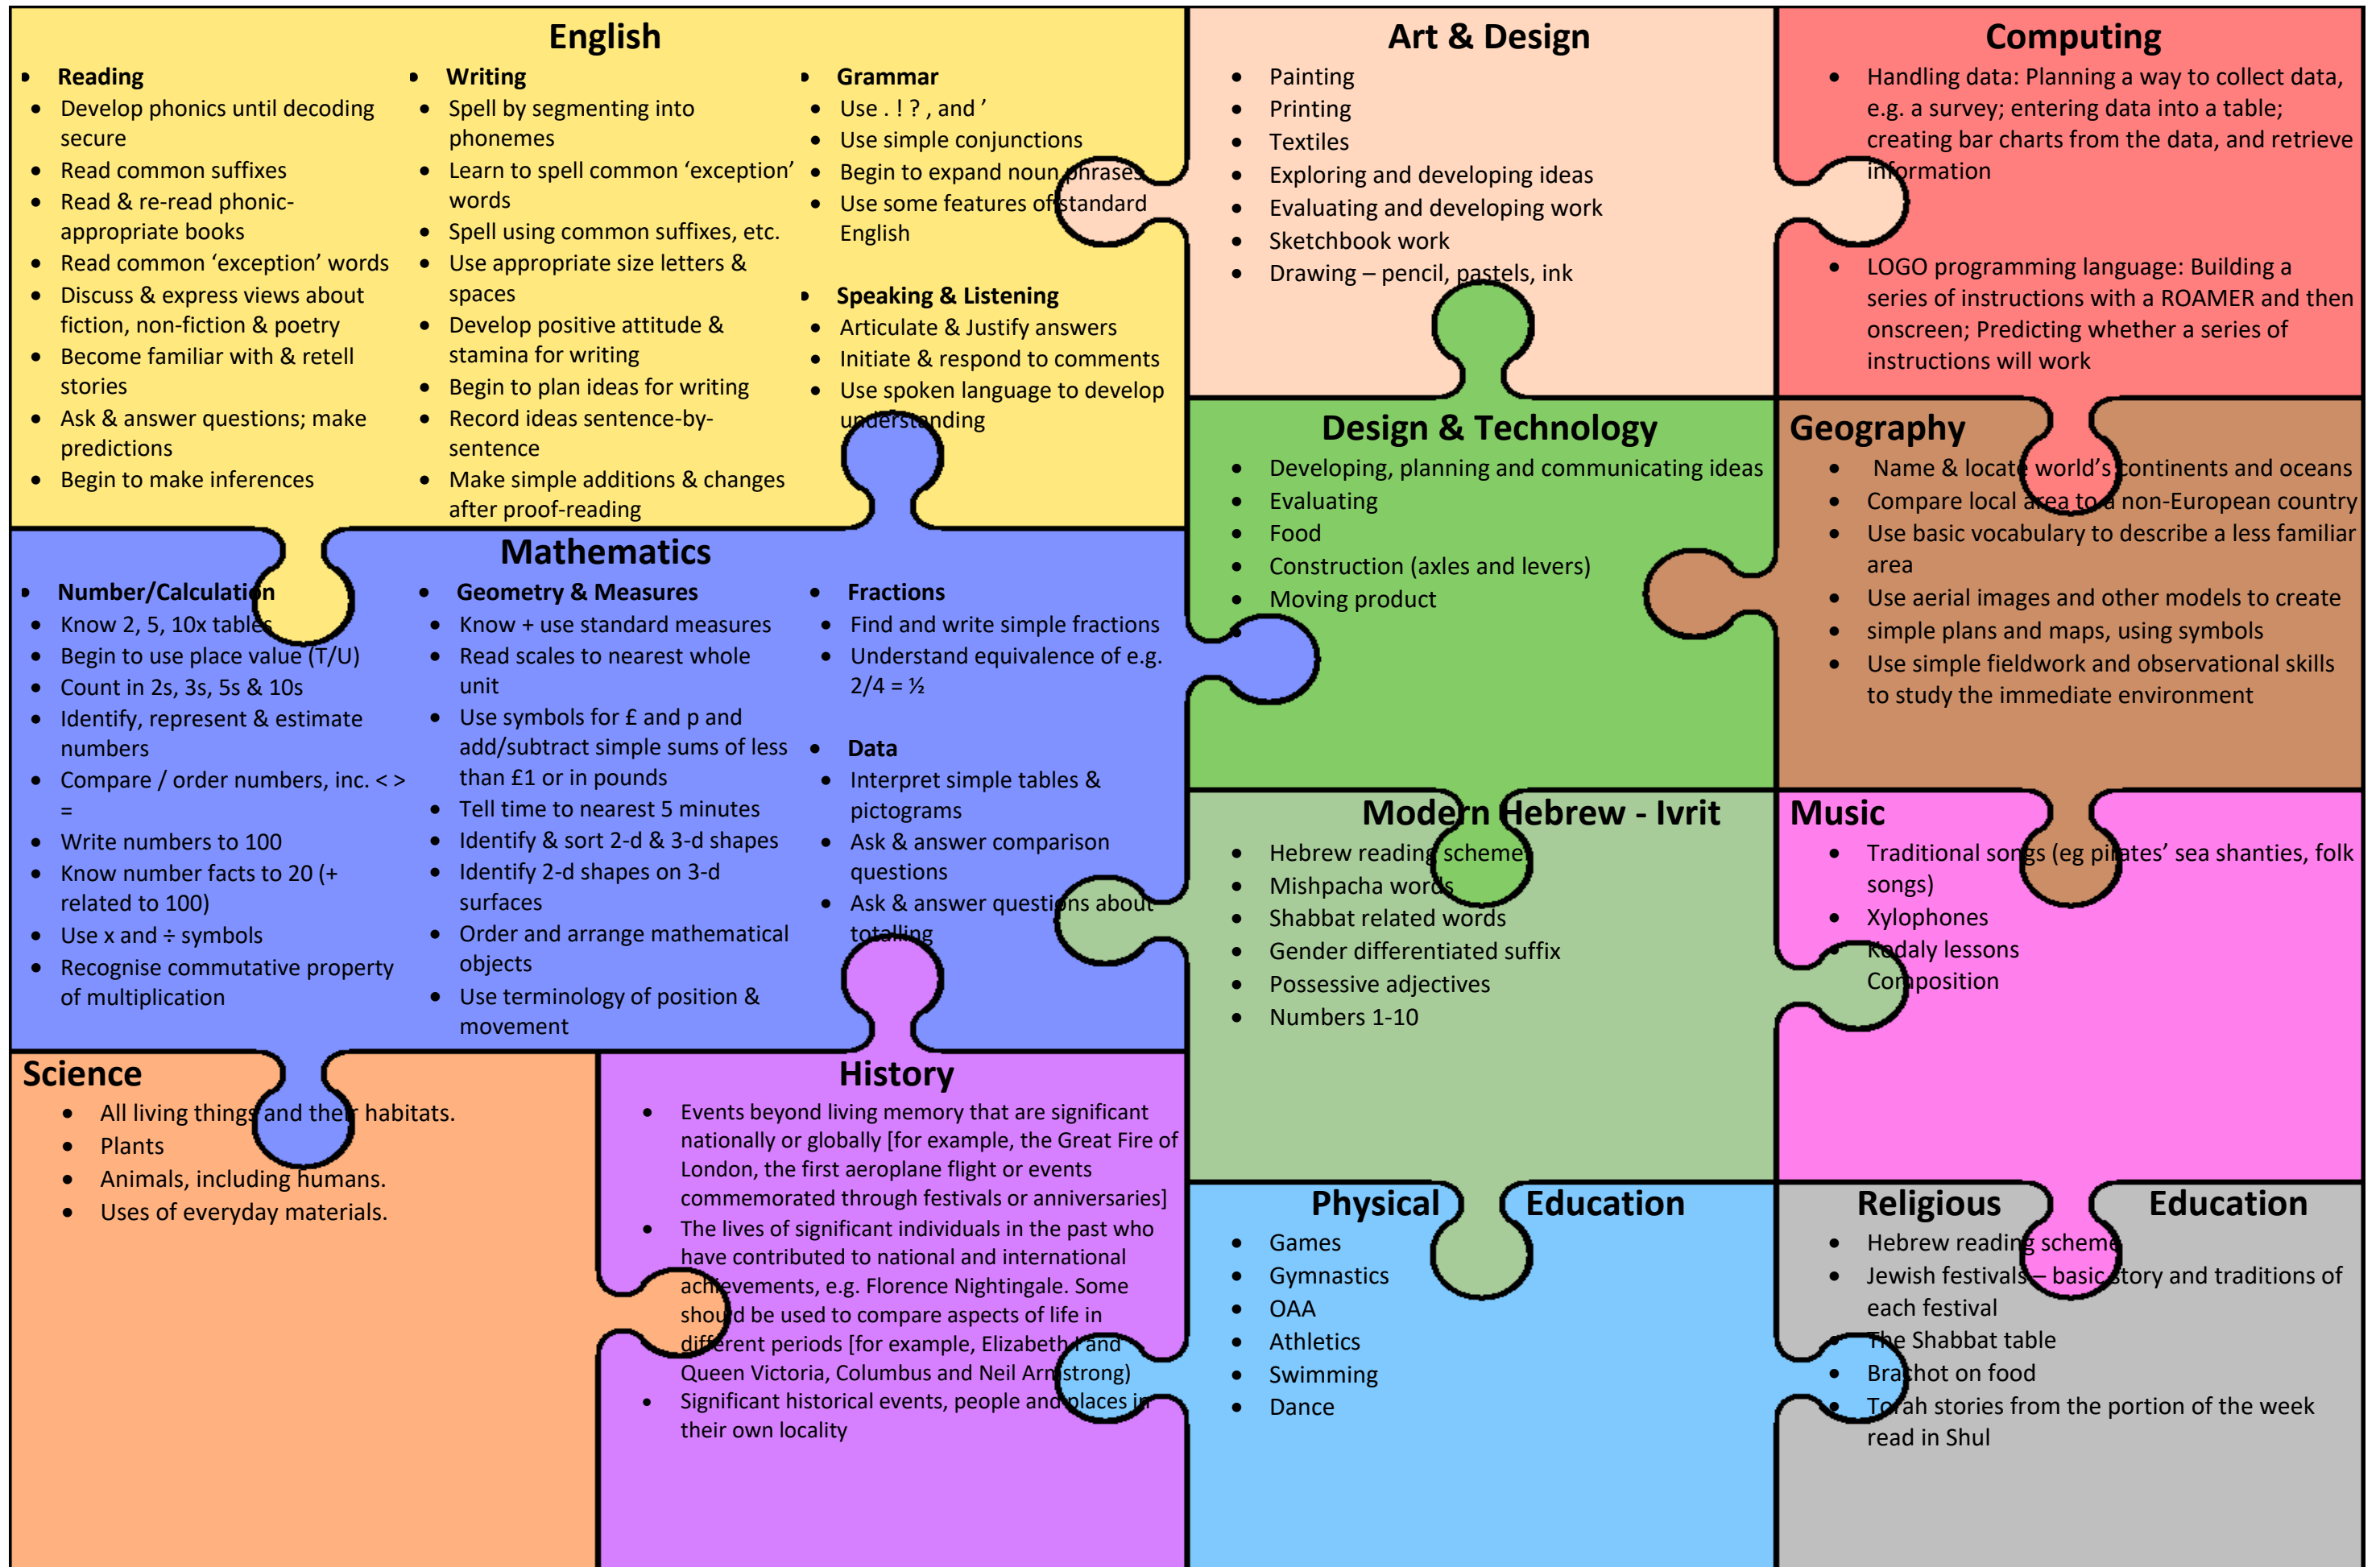 English
• Reading
• Develop phonics until decoding
secure
• Read common suffixes
• Read & re-read phonic-
appropriate books
• Read common ‘exception’ words
• Discuss & express views about
fiction, non-fiction & poetry
• Become familiar with & retell
stories
• Ask & answer questions; make
predictions
• Begin to make inferences
• Writing
• Spell by segmenting into
phonemes
• Learn to spell common ‘exception’
words
• Spell using common suffixes, etc.
• Use appropriate size letters &
spaces
• Develop positive attitude &
stamina for writing
• Begin to plan ideas for writing
• Record ideas sentence-by-
sentence
• Make simple additions & changes
after proof-reading
• Grammar
• Use . ! ? , and ’
• Use simple conjunctions
• Begin to expand noun phrases
• Use some features of standard
English
• Speaking & Listening
• Articulate & Justify answers
• Initiate & respond to comments
• Use spoken language to develop
understanding
Art & Design
• Painting
• Printing
• Textiles
• Exploring and developing ideas
• Evaluating and developing work
• Sketchbook work
• Drawing – pencil, pastels, ink
Computing
• Handling data: Planning a way to collect data,
e.g. a survey; entering data into a table;
creating bar charts from the data, and retrieve
information
• LOGO programming language: Building a
series of instructions with a ROAMER and then
onscreen; Predicting whether a series of
instructions will work
Mathematics
• Number/Calculation
• Know 2, 5, 10x tables
• Begin to use place value (T/U)
• Count in 2s, 3s, 5s & 10s
• Identify, represent & estimate
numbers
• Compare / order numbers, inc. < >
=
• Write numbers to 100
• Know number facts to 20 (+
related to 100)
• Use x and ÷ symbols
• Recognise commutative property
of multiplication
• Geometry & Measures
• Know + use standard measures
• Read scales to nearest whole
unit
• Use symbols for £ and p and
add/subtract simple sums of less
than £1 or in pounds
• Tell time to nearest 5 minutes
• Identify & sort 2-d & 3-d shapes
• Identify 2-d shapes on 3-d
surfaces
• Order and arrange mathematical
objects
• Use terminology of position &
movement
• Fractions
• Find and write simple fractions
• Understand equivalence of e.g.
2/4 = ½
• Data
• Interpret simple tables &
pictograms
• Ask & answer comparison
questions
• Ask & answer questions about
totalling
Design & Technology
• Developing, planning and communicating ideas
• Evaluating
• Food
• Construction (axles and levers)
• Moving product
•
Geography
• Name & locate world’s continents and oceans
• Compare local area to a non-European country
• Use basic vocabulary to describe a less familiar
area
• Use aerial images and other models to create
• simple plans and maps, using symbols
• Use simple fieldwork and observational skills
to study the immediate environment
Modern Hebrew - Ivrit
• Hebrew reading scheme
• Mishpacha words
• Shabbat related words
• Gender differentiated suffix
• Possessive adjectives
• Numbers 1-10
Music
• Traditional songs (eg pirates’ sea shanties, folk
songs)
• Xylophones
• Kodaly lessons
Composition
Science
• All living things and their habitats.
• Plants
• Animals, including humans.
• Uses of everyday materials.
History
• Events beyond living memory that are significant
nationally or globally [for example, the Great Fire of
London, the first aeroplane flight or events
commemorated through festivals or anniversaries]
• The lives of significant individuals in the past who
have contributed to national and international
achievements, e.g. Florence Nightingale. Some
should be used to compare aspects of life in
different periods [for example, Elizabeth I and
Queen Victoria, Columbus and Neil Armstrong)
• Significant historical events, people and places in
their own locality
Physical Education
• Games
• Gymnastics
• OAA
• Athletics
• Swimming
• Dance
Religious Education
• Hebrew reading scheme
• Jewish festivals – basic story and traditions of
each festival
• The Shabbat table
• Brachot on food
• Torah stories from the portion of the week
read in Shul